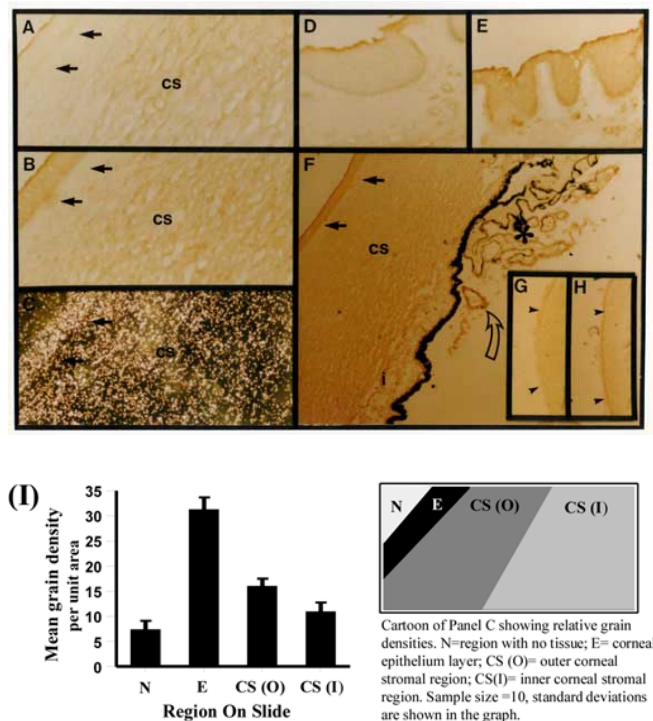 A
D
E
cs
B
F
cs
cs
*
C
cs
G
H
i
(I)
Mean grain density
per unit area
35
30
25
20
15
10
5
0
N
E
CS (O)
CS (I)
Region On Slide
N
E
CS (O)
CS (I)
Cartoon of Panel C showing relative grain
densities. N=region with no tissue; E= corneal
epithelium layer; CS (O)= outer corneal
stromal region; CS(I)= inner corneal stromal
region. Sample size =10, standard deviations
are shown in the graph.